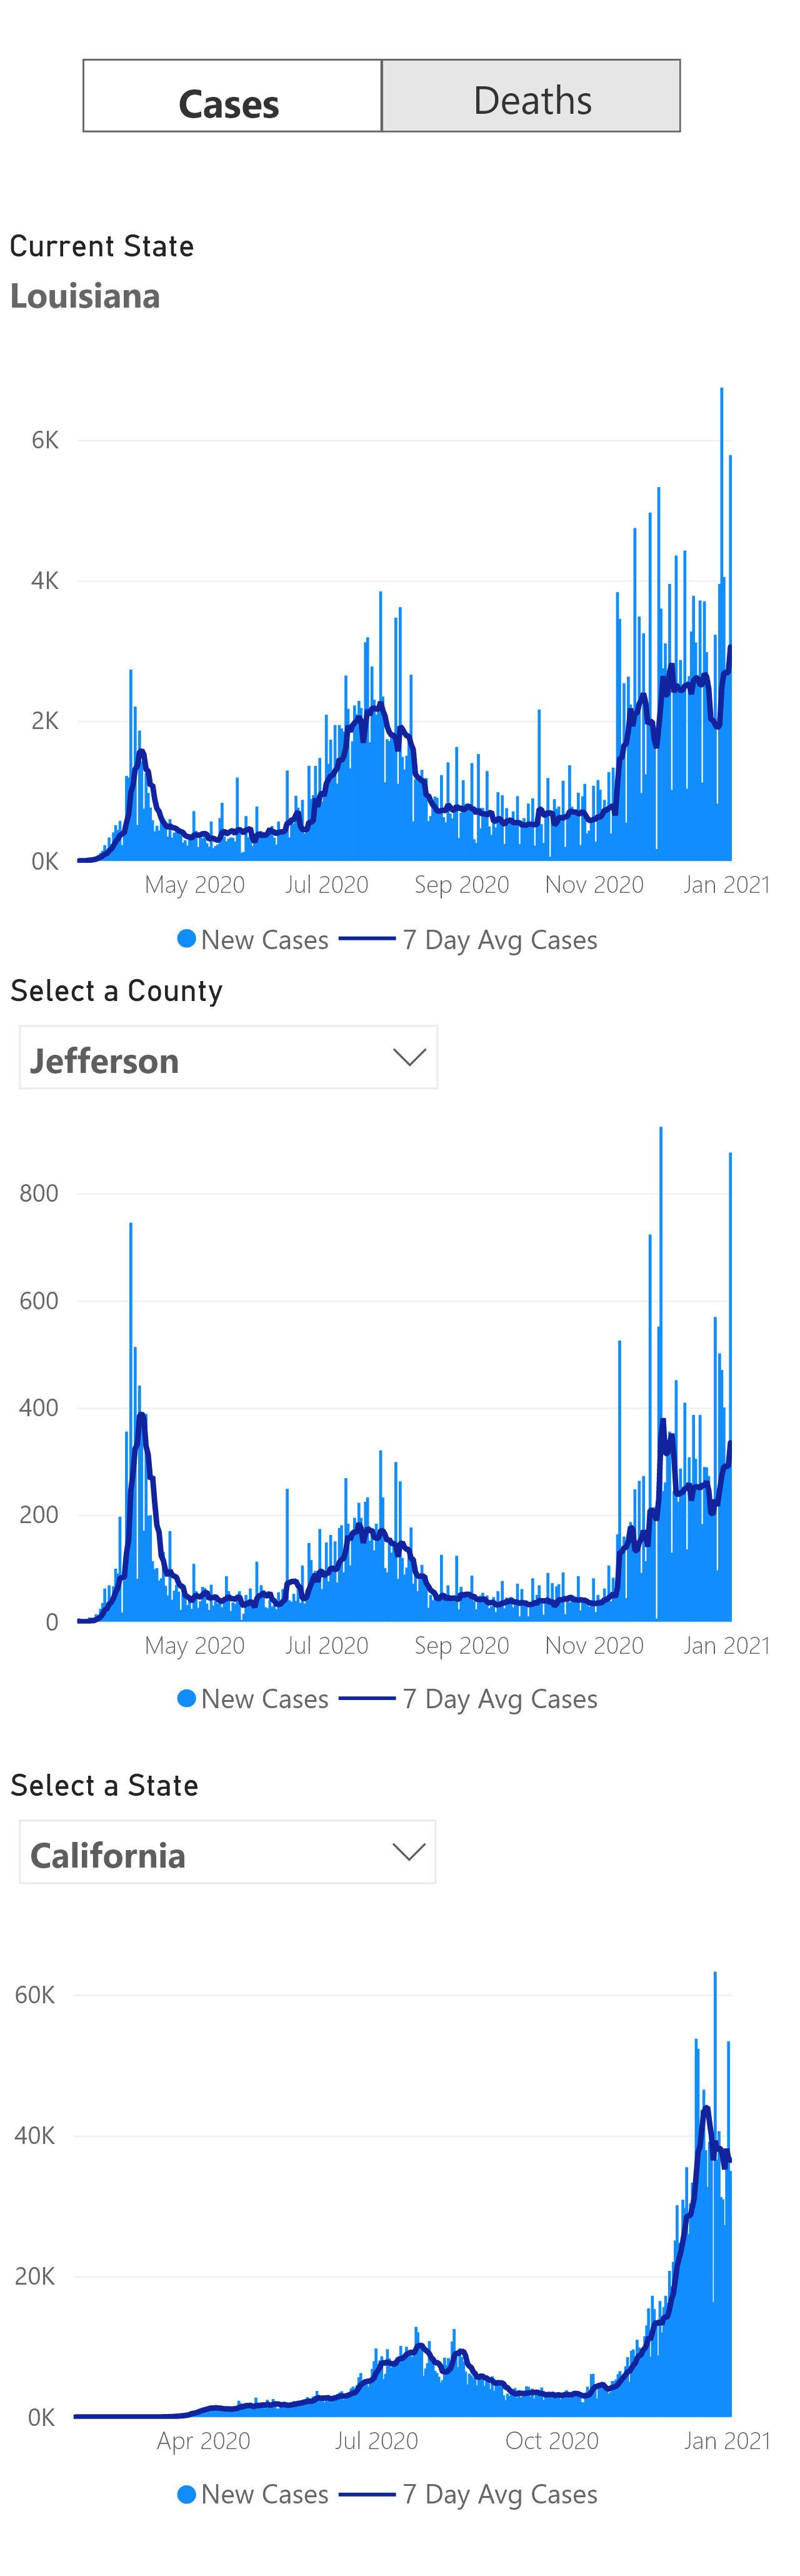 Cases Deaths
Current State
Louisiana
6K
4K
2K
0K
May 2020 Jul 2020 Sep 2020 Nov 2020 Jan 2021
New Cases 7 Day Avg Cases
Select a County
Jefferson
800
600
400
200
0
May 2020 Jul 2020 Sep 2020 Nov 2020 Jan 2021
New Cases 7 Day Avg Cases
Select a State
California
60K
40K
20K
0K
Apr 2020 Jul 2020 Oct 2020 Jan 2021
New Cases 7 Day Avg Cases